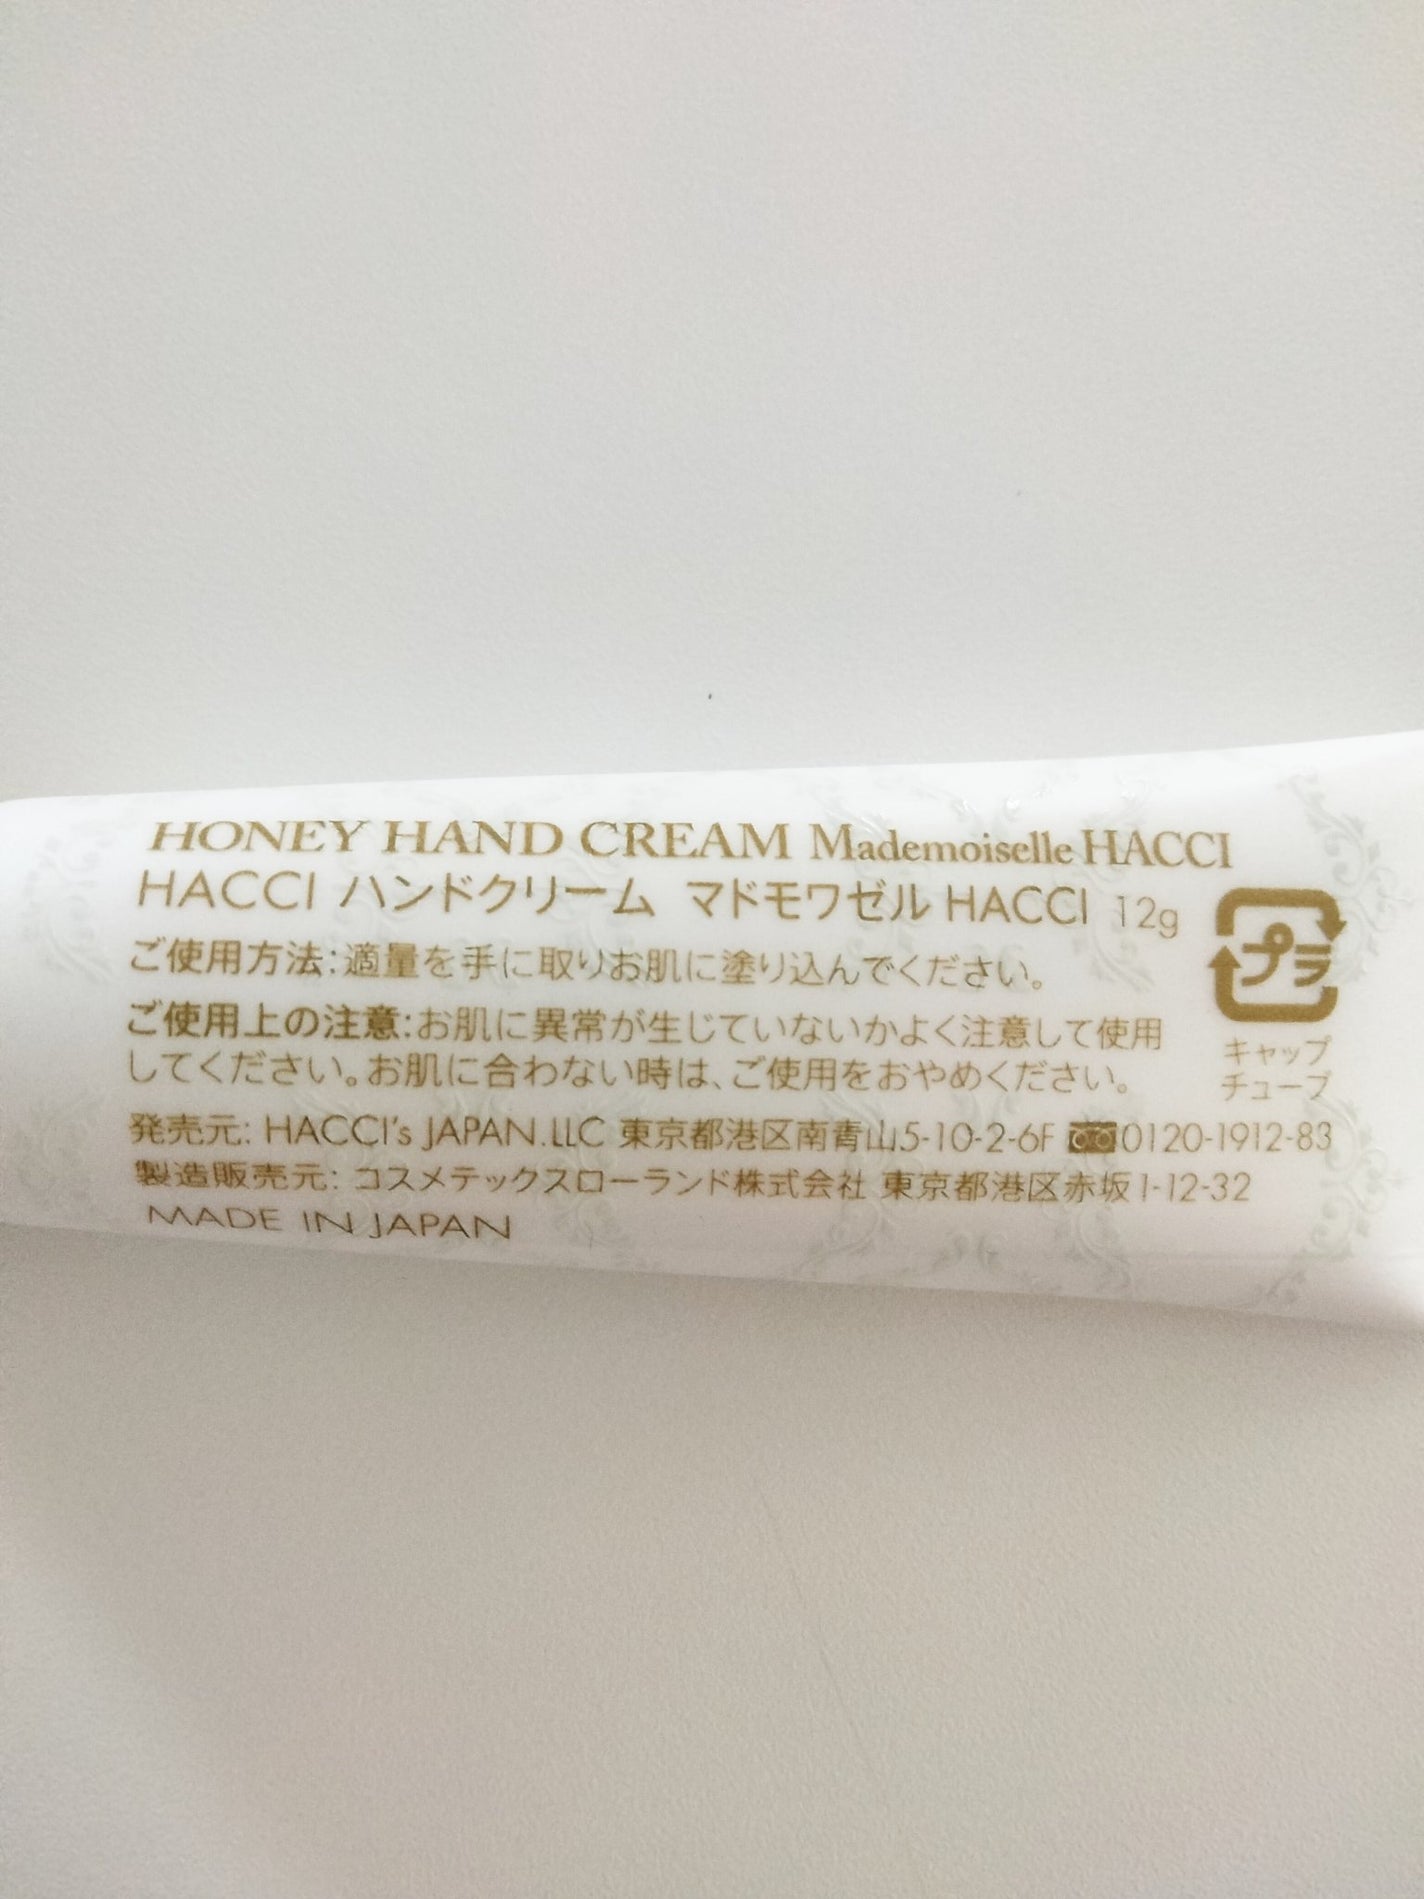 HONEY HAND CREAM Mademoiselle HACCI
HACCI ハンドクリーム マドモワゼル HACCI 12g
ご使用方法:適量を手に取りお肌に塗り込んでください。
ご使用上の注意:お肌に異常が生じていないかよく注意して使用
してください。お肌に合わない時は、ご使用をおやめください。
プラ
キャップ
チューブ
発売元: HACCI's JAPAN.LLC 東京都港区南青山5-10-2-6F 0120-1912-83
製造販売元: コスメテックスローランド株式会社 東京都港区赤坂1-12-32
MADE IN JAPAN